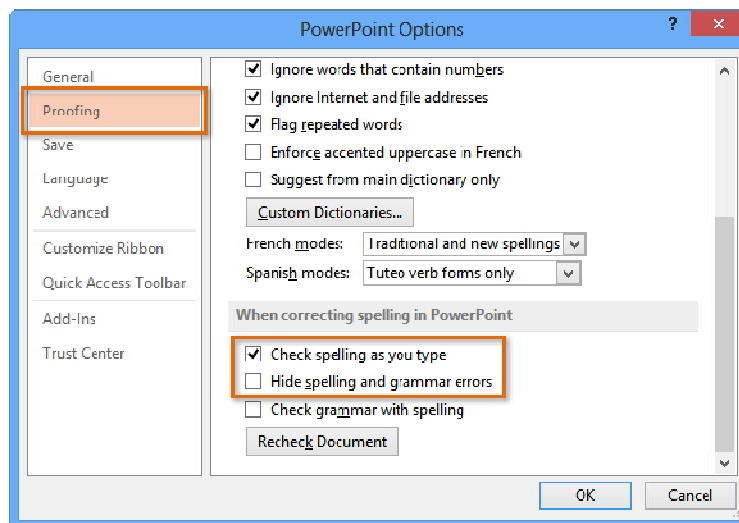 PowerPoint Options
?
General
Proofing
Save
Language
Advanced
Customize Ribbon
Quick Access Toolbar
Add-Ins
Trust Center
Ignore words that contain numbers
Ignore Internet and file addresses
Flag repeated words
Enforce accented uppercase in French
Suggest from main dictionary only
Custom Dictionaries...
French modes: Traditional and new spellings
Spanish modes: Tuteo verb forms only
When correcting spelling in PowerPoint
Check spelling as you type
Hide spelling and grammar errors
Check grammar with spelling
Recheck Document
OK Cancel